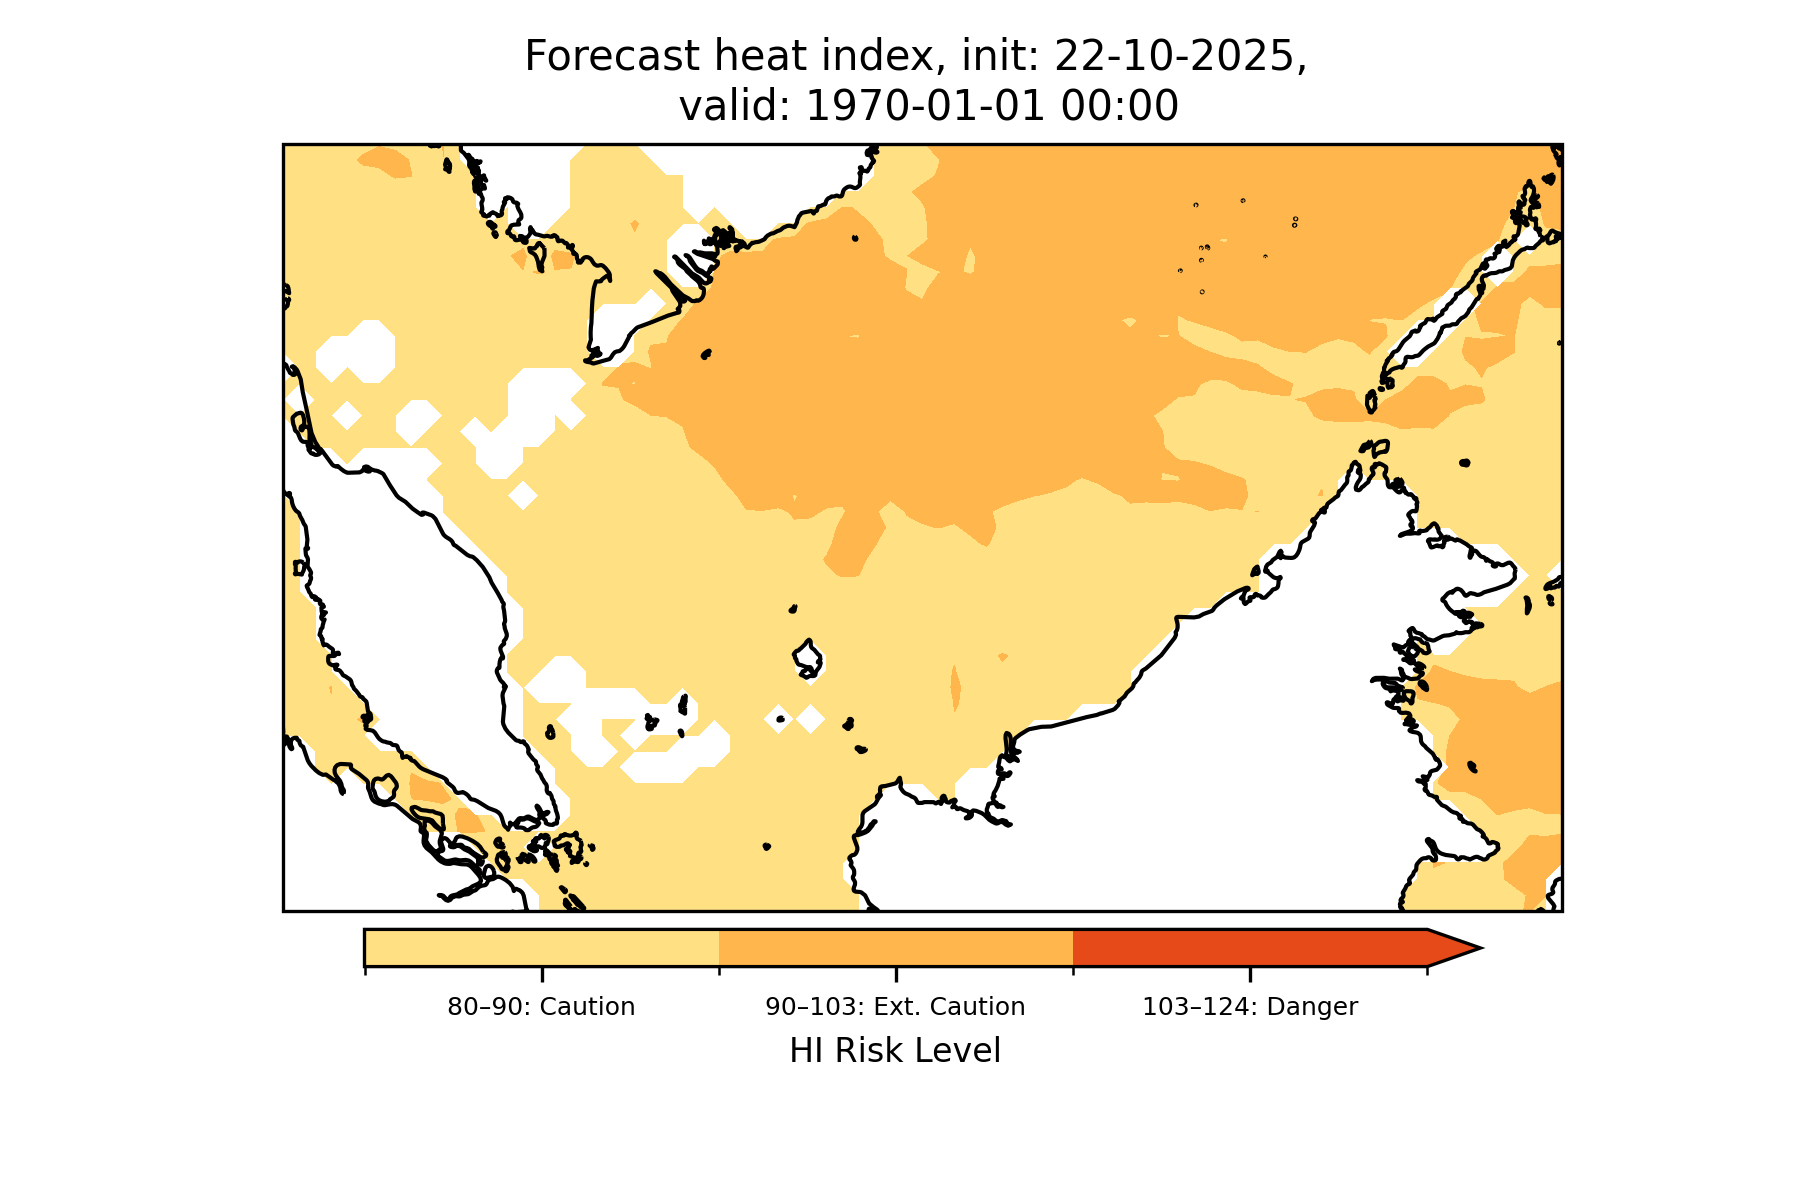 Forecast heat index, init: 22-10-2025,
valid: 1970-01-01 00:00
80–90: Caution
90–103: Ext. Caution
103–124: Danger
HI Risk Level